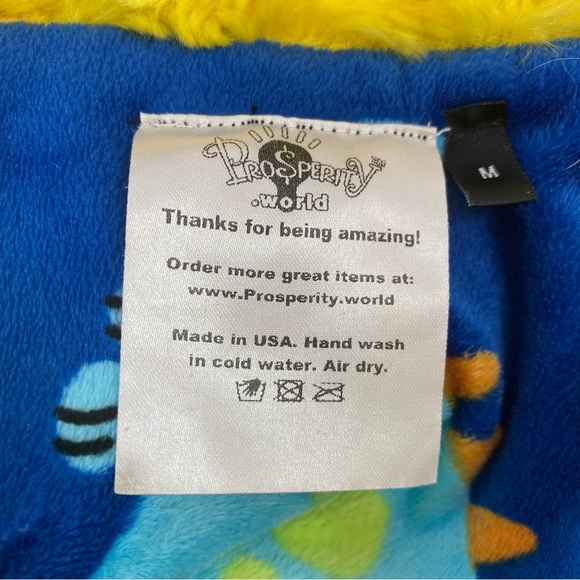 PROSPERITY™
.world
Thanks for being amazing!
Order more great items at:
www.Prosperity.world
Made in USA. Hand wash
in cold water. Air dry.
M